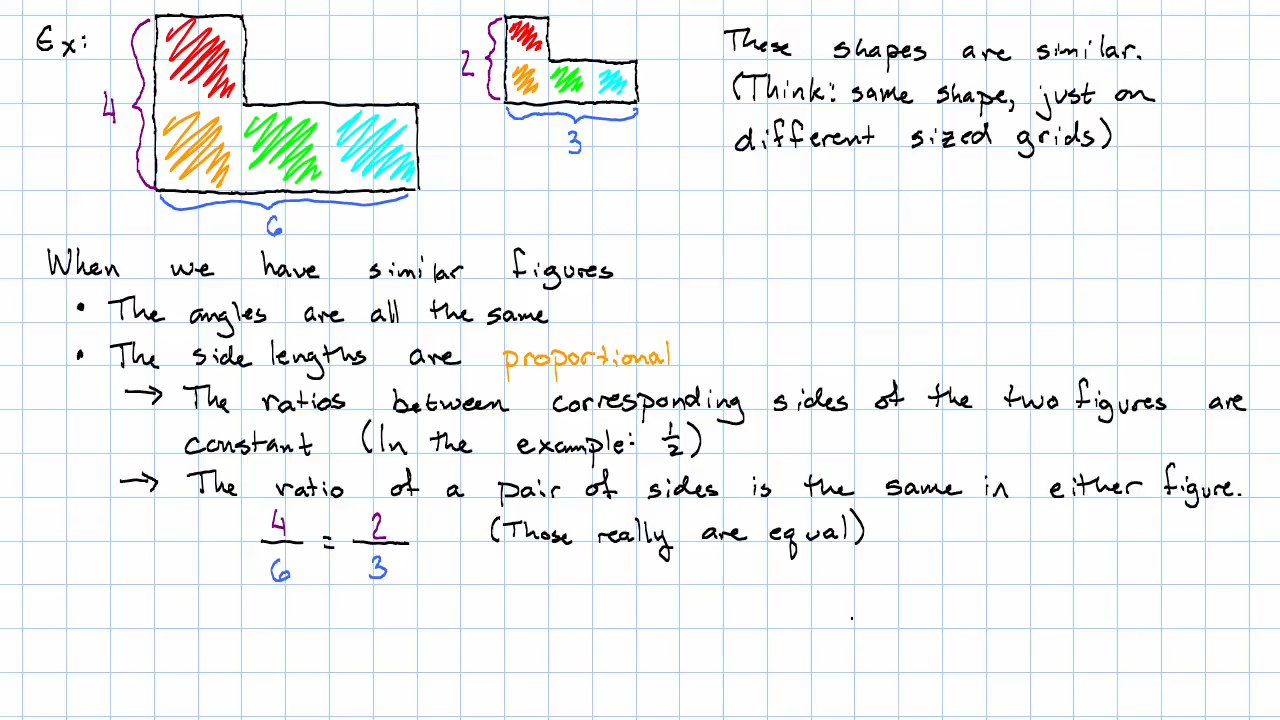 Ex:
4
6
2
3
These shapes are similar.
(Think: same shape, just on
different sized grids)
When we have similar figures
• The angles are all the same
• The side lengths are proportional
→ The ratios between corresponding sides of the two figures are
constant (In the example: 1/2)
→ The ratio of a pair of sides is the same in either figure.
4/6 = 2/3 (Those really are equal)